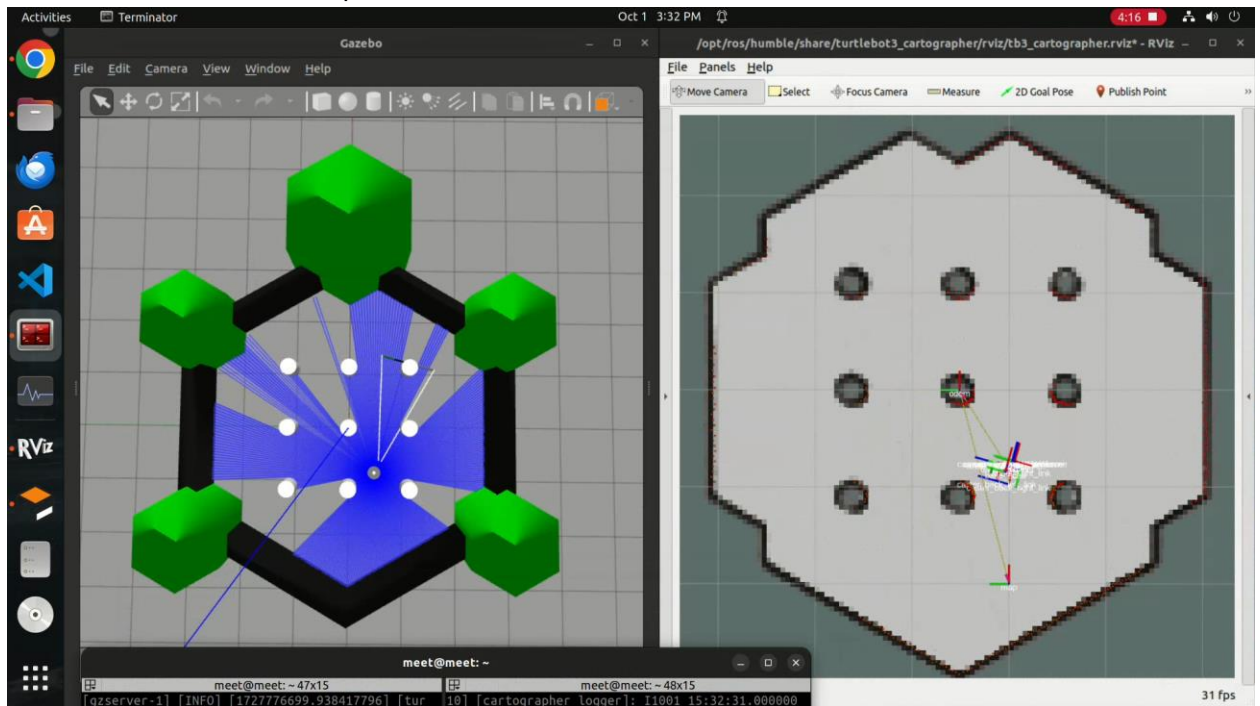 Activities Terminator Oct 1 3:32 PM 4:16
Gazebo
File Edit Camera View Window Help
/opt/ros/humble/share/turtlebot3_cartographer/rviz/tb3_cartographer.rviz* - RViz
File Panels Help
Move Camera Select Focus Camera Measure 2D Goal Pose Publish Point
RViz
odom
map
31 fps
meet@meet: ~
meet@meet: ~ 47x15
meet@meet: ~ 48x15
[gzserver-1] [INFO] [1727776699.938417796] [tur
10] [cartographer logger]: I1001 15:32:31.000000